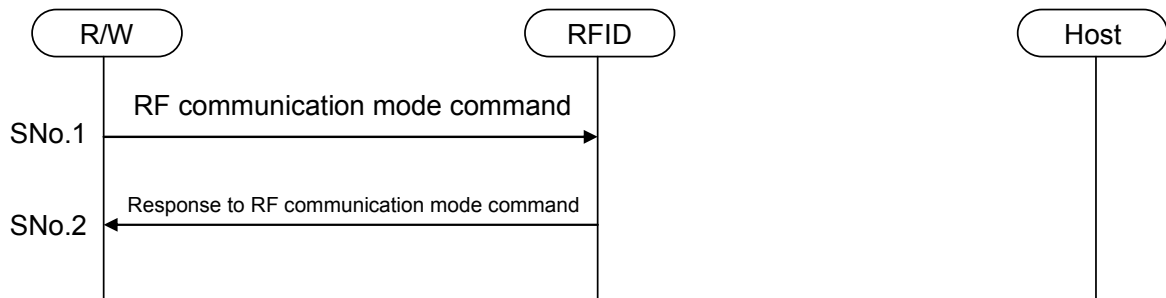 R/W
RFID
Host
RF communication mode command
SNo.1
Response to RF communication mode command
SNo.2